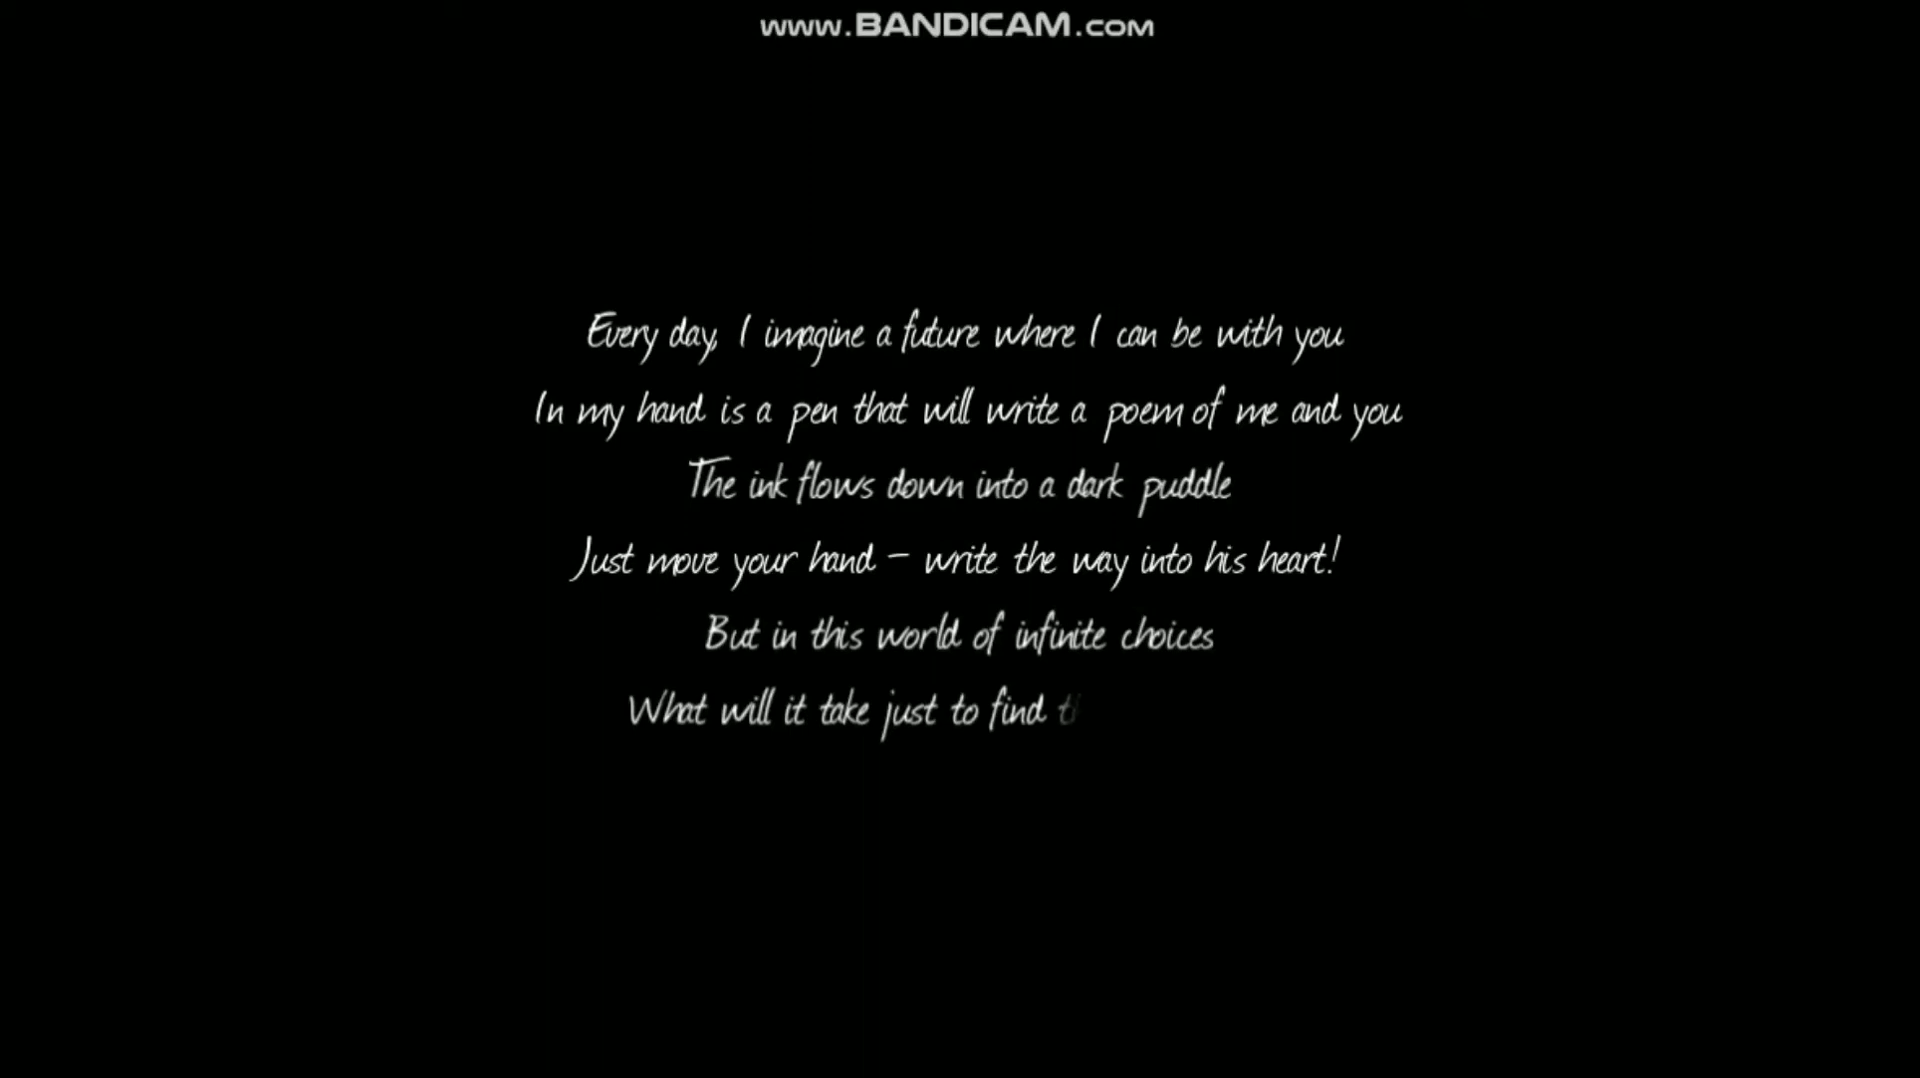 www.BANDICAM.com
Every day, I imagine a future where I can be with you
In my hand is a pen that will write a poem of me and you
The ink flows down into a dark puddle
Just move your hand – write the way into his heart!
But in this world of infinite choices
What will it take just to find